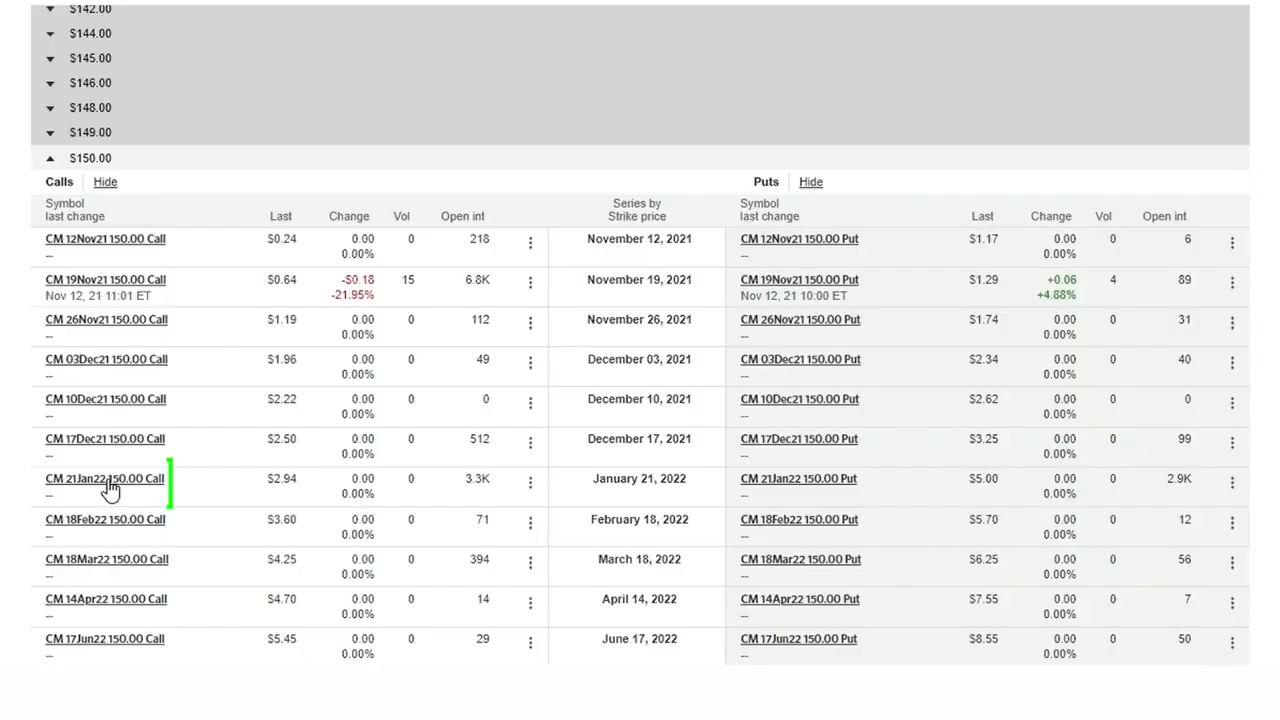 $142.00
$144.00
$145.00
$146.00
$148.00
$149.00
$150.00
Calls Hide Puts Hide
Symbol Series by Symbol
last change Last Change Vol Open int Strike price last change Last Change Vol Open int
CM 12Nov21 150.00 Call $0.24 0.00 0 218 November 12, 2021 CM 12Nov21 150.00 Put $1.17 0.00 0 6
-- 0.00% -- 0.00%
CM 19Nov21 150.00 Call $0.64 -$0.18 15 6.8K November 19, 2021 CM 19Nov21 150.00 Put $1.29 +0.06 4 89
Nov 12, 21 11:01 ET -21.95% Nov 12, 21 10:00 ET +4.88%
CM 26Nov21 150.00 Call $1.19 0.00 0 112 November 26, 2021 CM 26Nov21 150.00 Put $1.74 0.00 0 31
-- 0.00% -- 0.00%
CM 03Dec21 150.00 Call $1.96 0.00 0 49 December 03, 2021 CM 03Dec21 150.00 Put $2.34 0.00 0 40
-- 0.00% -- 0.00%
CM 10Dec21 150.00 Call $2.22 0.00 0 0 December 10, 2021 CM 10Dec21 150.00 Put $2.62 0.00 0 0
-- 0.00% -- 0.00%
CM 17Dec21 150.00 Call $2.50 0.00 0 512 December 17, 2021 CM 17Dec21 150.00 Put $3.25 0.00 0 99
-- 0.00% -- 0.00%
CM 21Jan22 150.00 Call $2.94 0.00 0 3.3K January 21, 2022 CM 21Jan22 150.00 Put $5.00 0.00 0 2.9K
-- 0.00% -- 0.00%
CM 18Feb22 150.00 Call $3.60 0.00 0 71 February 18, 2022 CM 18Feb22 150.00 Put $5.70 0.00 0 12
-- 0.00% -- 0.00%
CM 18Mar22 150.00 Call $4.25 0.00 0 394 March 18, 2022 CM 18Mar22 150.00 Put $6.25 0.00 0 56
-- 0.00% -- 0.00%
CM 14Apr22 150.00 Call $4.70 0.00 0 14 April 14, 2022 CM 14Apr22 150.00 Put $7.55 0.00 0 7
-- 0.00% -- 0.00%
CM 17Jun22 150.00 Call $5.45 0.00 0 29 June 17, 2022 CM 17Jun22 150.00 Put $8.55 0.00 0 50
-- 0.00% -- 0.00%